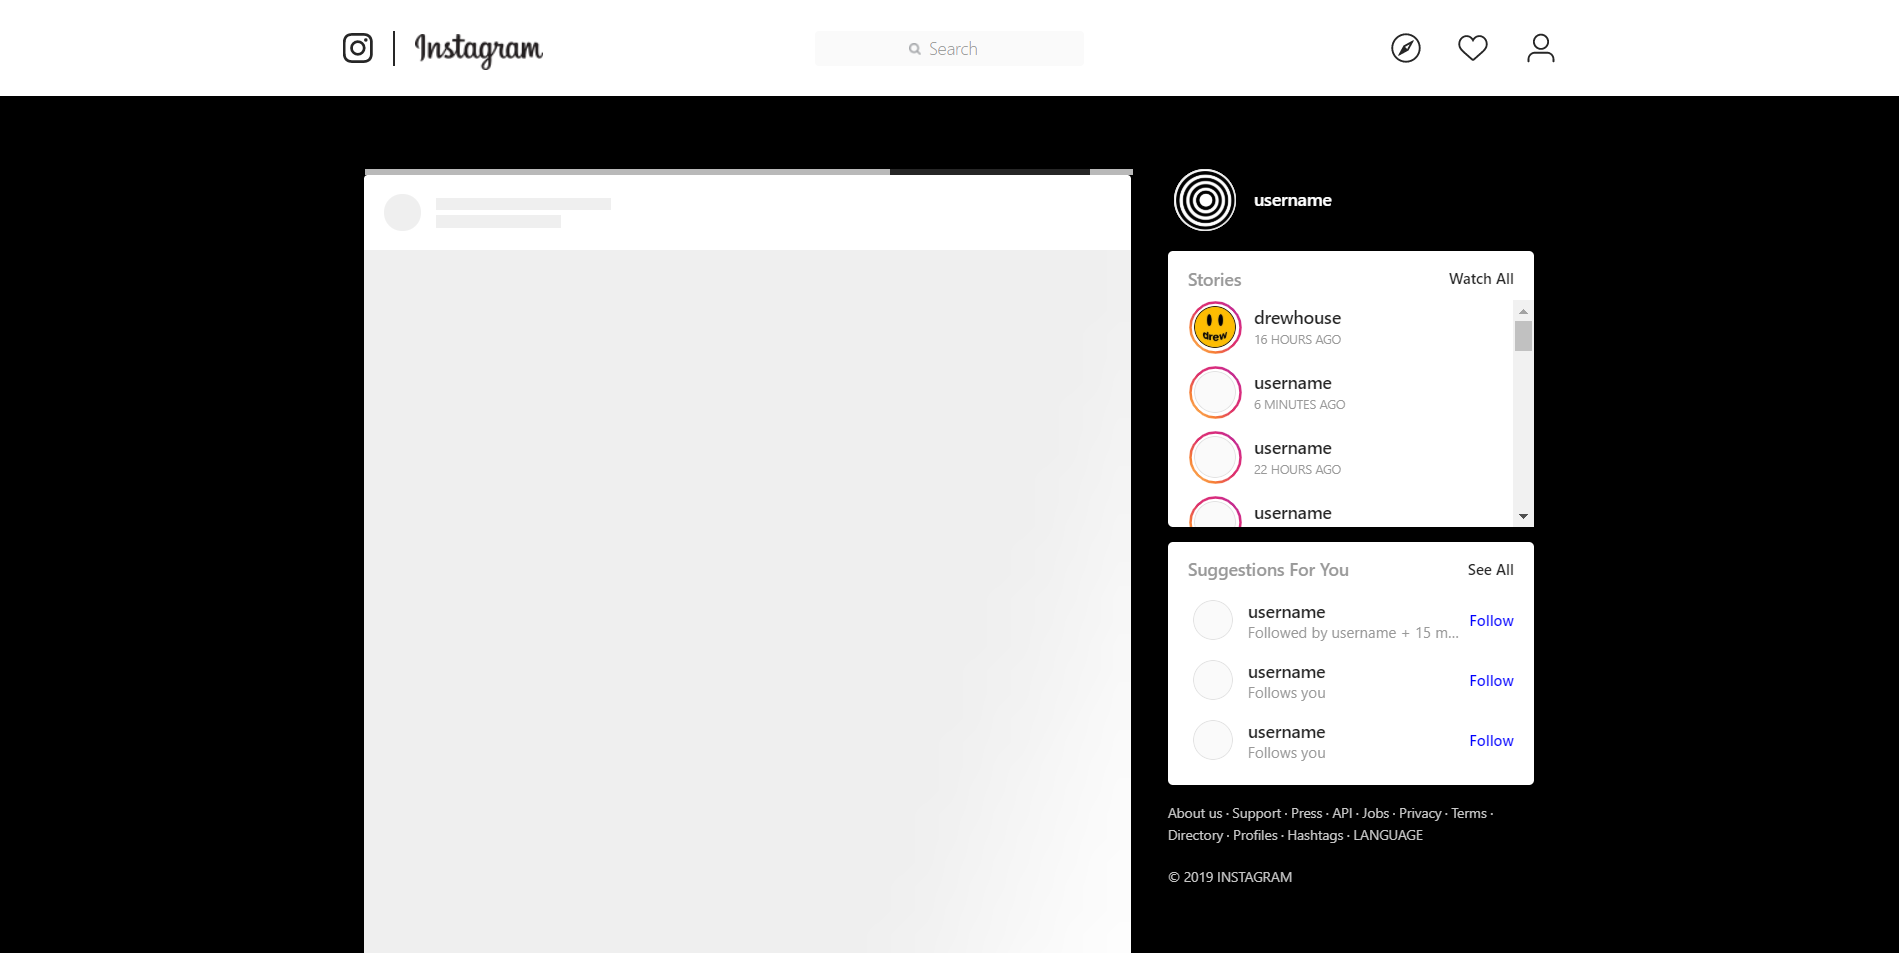 Instagram
Search
username
Stories
Watch All
drew
drewhouse
16 HOURS AGO
username
6 MINUTES AGO
username
22 HOURS AGO
username
Suggestions For You
See All
username
Followed by username + 15 m...
Follow
username
Follows you
Follow
username
Follows you
Follow
About us · Support · Press · API · Jobs · Privacy · Terms ·
Directory · Profiles · Hashtags · LANGUAGE
© 2019 INSTAGRAM